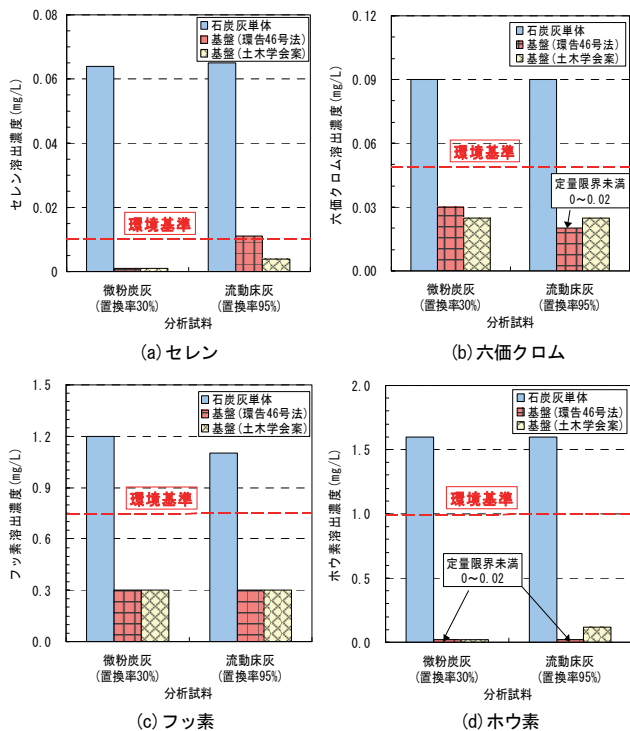 石炭灰単体
基盤(環告46号法)
基盤(土木学会案)
セレン溶出濃度(mg/L)
0.08
0.06
0.04
0.02
0
環境基準
微粉炭灰
(置換率30%)
流動床灰
(置換率95%)
分析試料
(a) セレン
石炭灰単体
基盤(環告46号法)
基盤(土木学会案)
六価クロム溶出濃度(mg/L)
0.12
0.09
0.06
0.03
0.00
環境基準
定量限界未満
0～0.02
微粉炭灰
(置換率30%)
流動床灰
(置換率95%)
分析試料
(b) 六価クロム
石炭灰単体
基盤(環告46号法)
基盤(土木学会案)
フッ素溶出濃度(mg/L)
1.5
1.2
0.9
0.6
0.3
0.0
環境基準
微粉炭灰
(置換率30%)
流動床灰
(置換率95%)
分析試料
(c) フッ素
石炭灰単体
基盤(環告46号法)
基盤(土木学会案)
ホウ素溶出濃度(mg/L)
2.0
1.5
1.0
0.5
0.0
環境基準
定量限界未満
0～0.02
微粉炭灰
(置換率30%)
流動床灰
(置換率95%)
分析試料
(d) ホウ素